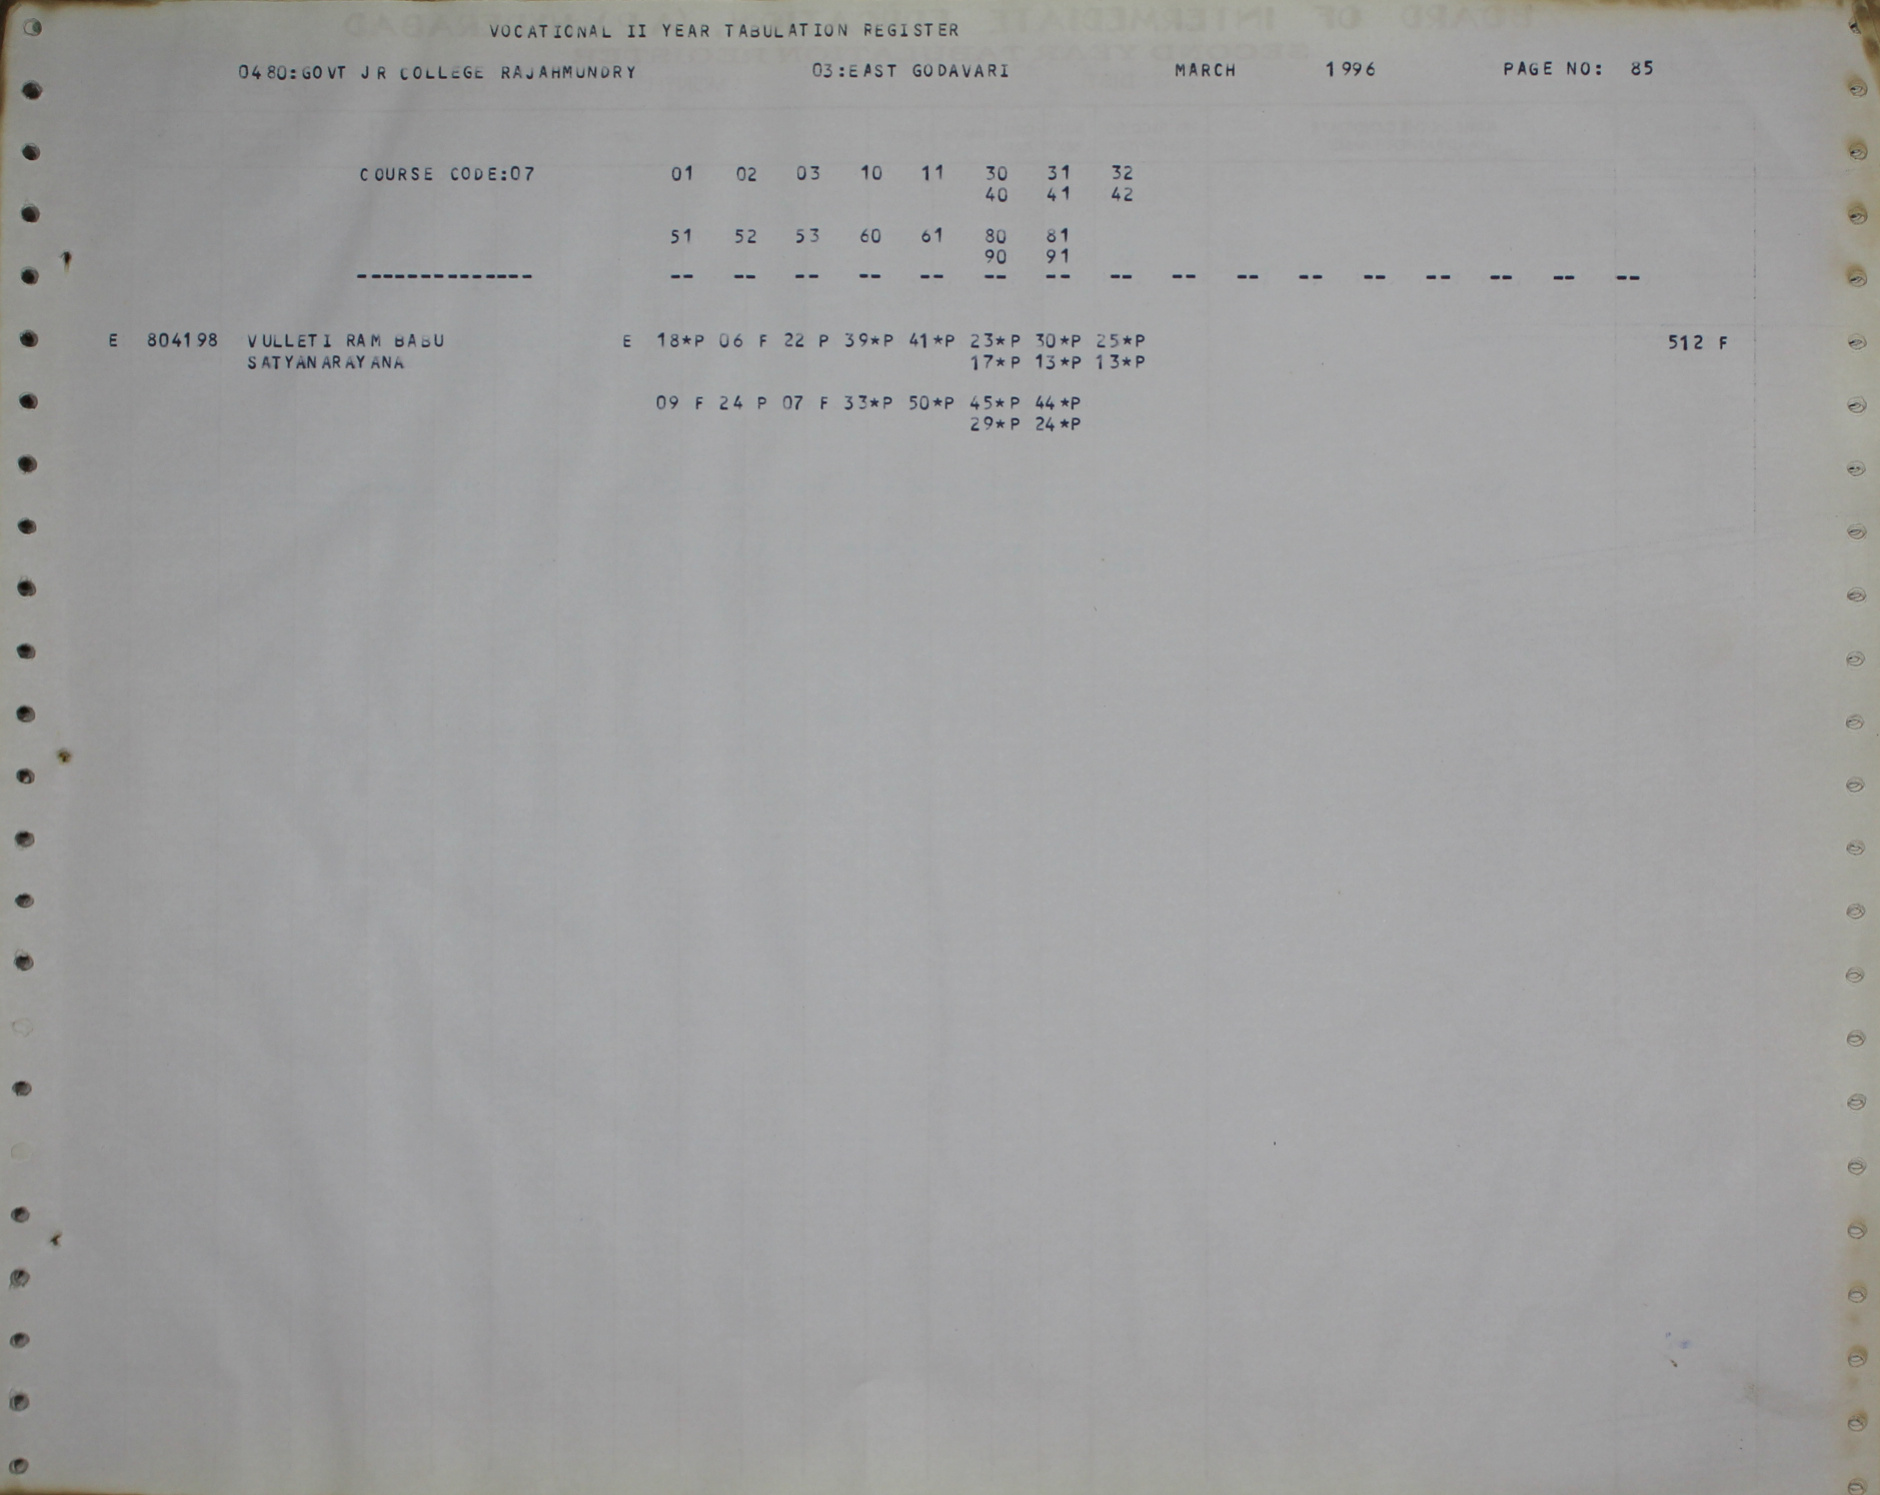 VOCATIONAL II YEAR TABULATION REGISTER
0480:GOVT JR COLLEGE RAJAHMUNDRY 03:EAST GODAVARI MARCH 1996 PAGE NO: 85
COURSE CODE:07 01 02 03 10 11 30 31 32
40 41 42
51 52 53 60 61 80 81
90 91
-------------- -- -- -- -- -- -- -- -- -- -- -- -- -- -- -- --
E 804198 VULLETI RAM BABU E 18*P 06 F 22 P 39*P 41*P 23*P 30*P 25*P 512 F
SATYANARAYANA 17*P 13*P 13*P
09 F 24 P 07 F 33*P 50*P 45*P 44*P
29*P 24*P